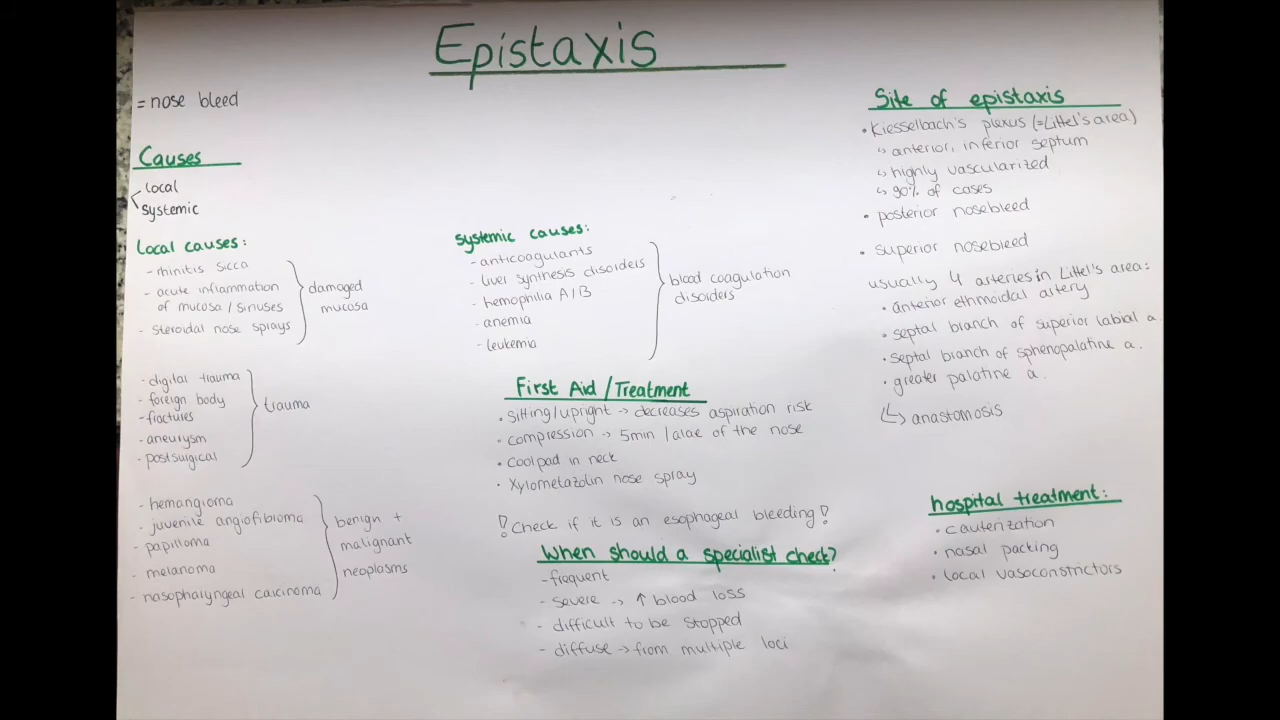 Epistaxis
= nose bleed
Causes
local
systemic
local causes:
- rhinitis sicca
- acute inflammation
of mucosa / sinuses
- steroidal nose sprays
damaged
mucosa
- digital trauma
- foreign body
- fractures
- aneurysm
- postsurgical
trauma
- hemangioma
- juvenile angiofibroma
- papilloma
- melanoma
- nasopharyngeal carcinoma
benign +
malignant
neoplasms
systemic causes:
- anticoagulants
- liver synthesis disorders
- hemophilia A/B
- anemia
- leukemia
blood coagulation
disorders
First Aid / Treatment
• sitting/upright → decreases aspiration risk
• compression → 5min / alae of the nose
• coolpad in neck
• Xylometazolin nose spray
! Check if it is an esophageal bleeding !
When should a specialist check?
- frequent
- severe → ↑ blood loss
- difficult to be stopped
- diffuse → from multiple loci
Site of epistaxis
• Kiesselbach's plexus (=Littel's area)
↳ anterior, inferior septum
↳ highly vascularized
↳ 90% of cases
• posterior nosebleed
• superior nosebleed
usually 4 arteries in Littel's area:
• anterior ethmoidal artery
• septal branch of superior labial a.
• septal branch of sphenopalatine a.
• greater palatine a.
↳ anastomosis
hospital treatment:
• cauterization
• nasal packing
• local vasoconstrictors